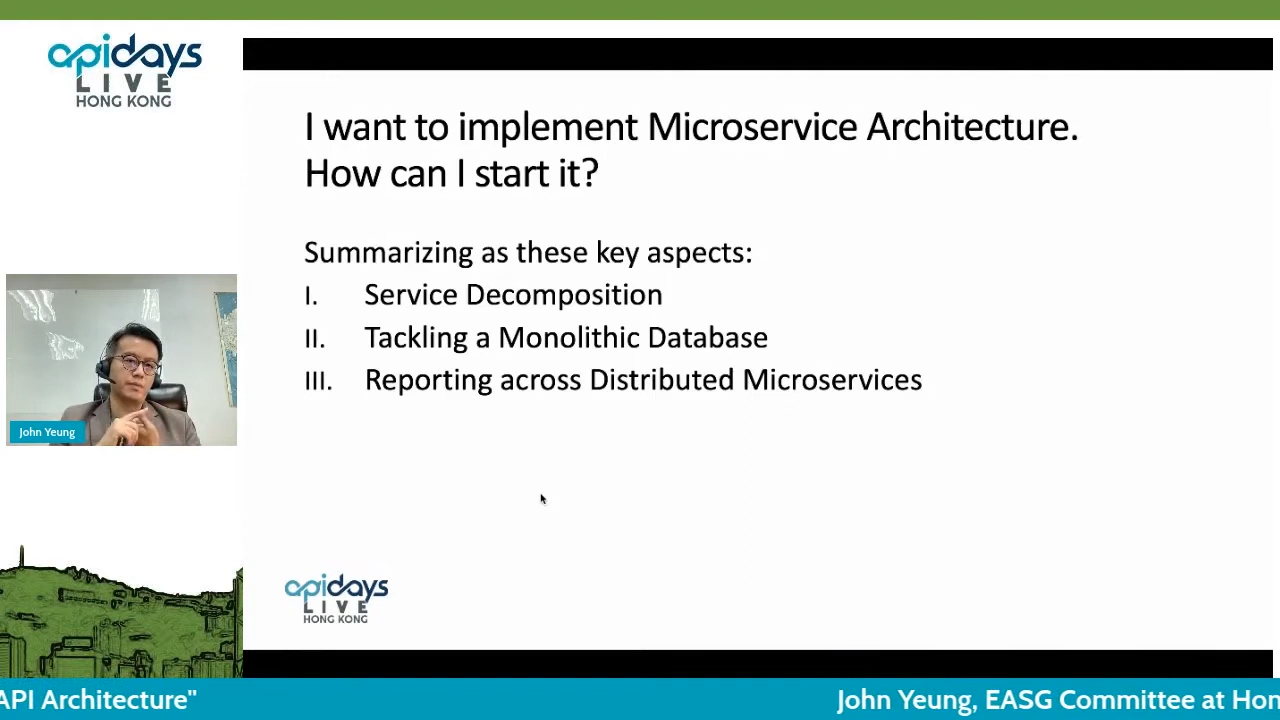 apidays
LIVE
HONG KONG
I want to implement Microservice Architecture.
How can I start it?
Summarizing as these key aspects:
I. Service Decomposition
II. Tackling a Monolithic Database
III. Reporting across Distributed Microservices
John Yeung
apidays
LIVE
HONG KONG
API Architecture"
John Yeung, EASG Committee at Hon